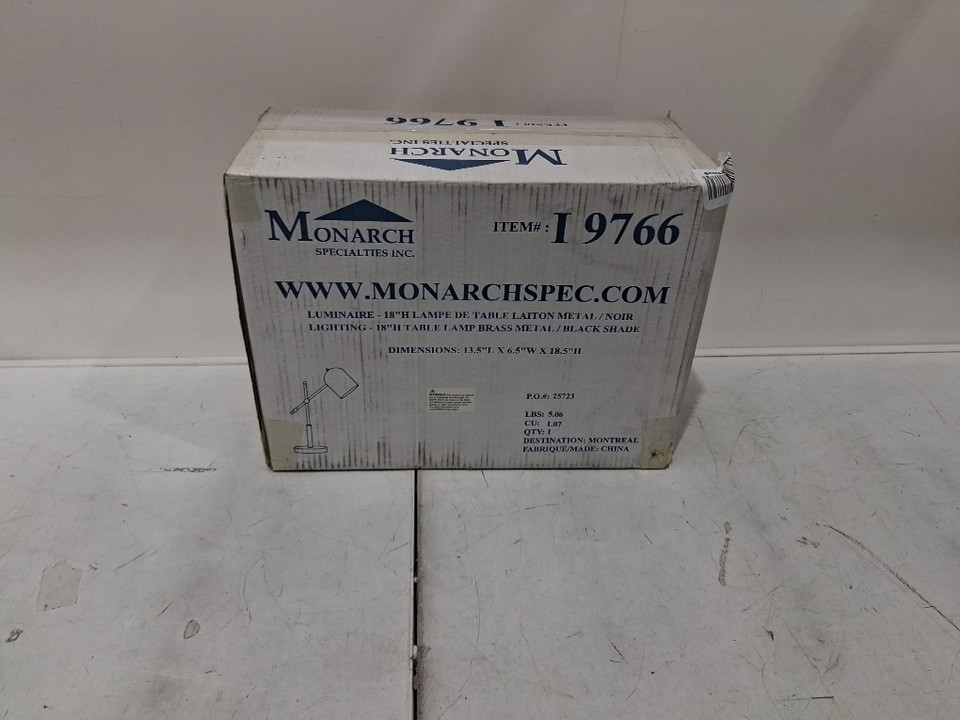 ITEM#: I 9766
MONARCH
SPECIALTIES INC.
MONARCH
SPECIALTIES INC.
ITEM# : I 9766
WWW.MONARCHSPEC.COM
LUMINAIRE - 18"H LAMPE DE TABLE LAITON METAL / NOIR
LIGHTING - 18"H TABLE LAMP BRASS METAL / BLACK SHADE
DIMENSIONS: 13.5"L X 6.5"W X 18.5"H
P.O.#: 25723
LBS: 5.06
CU: 1.07
QTY: 1
DESTINATION: MONTREAL
FABRIQUÉ/MADE: CHINA